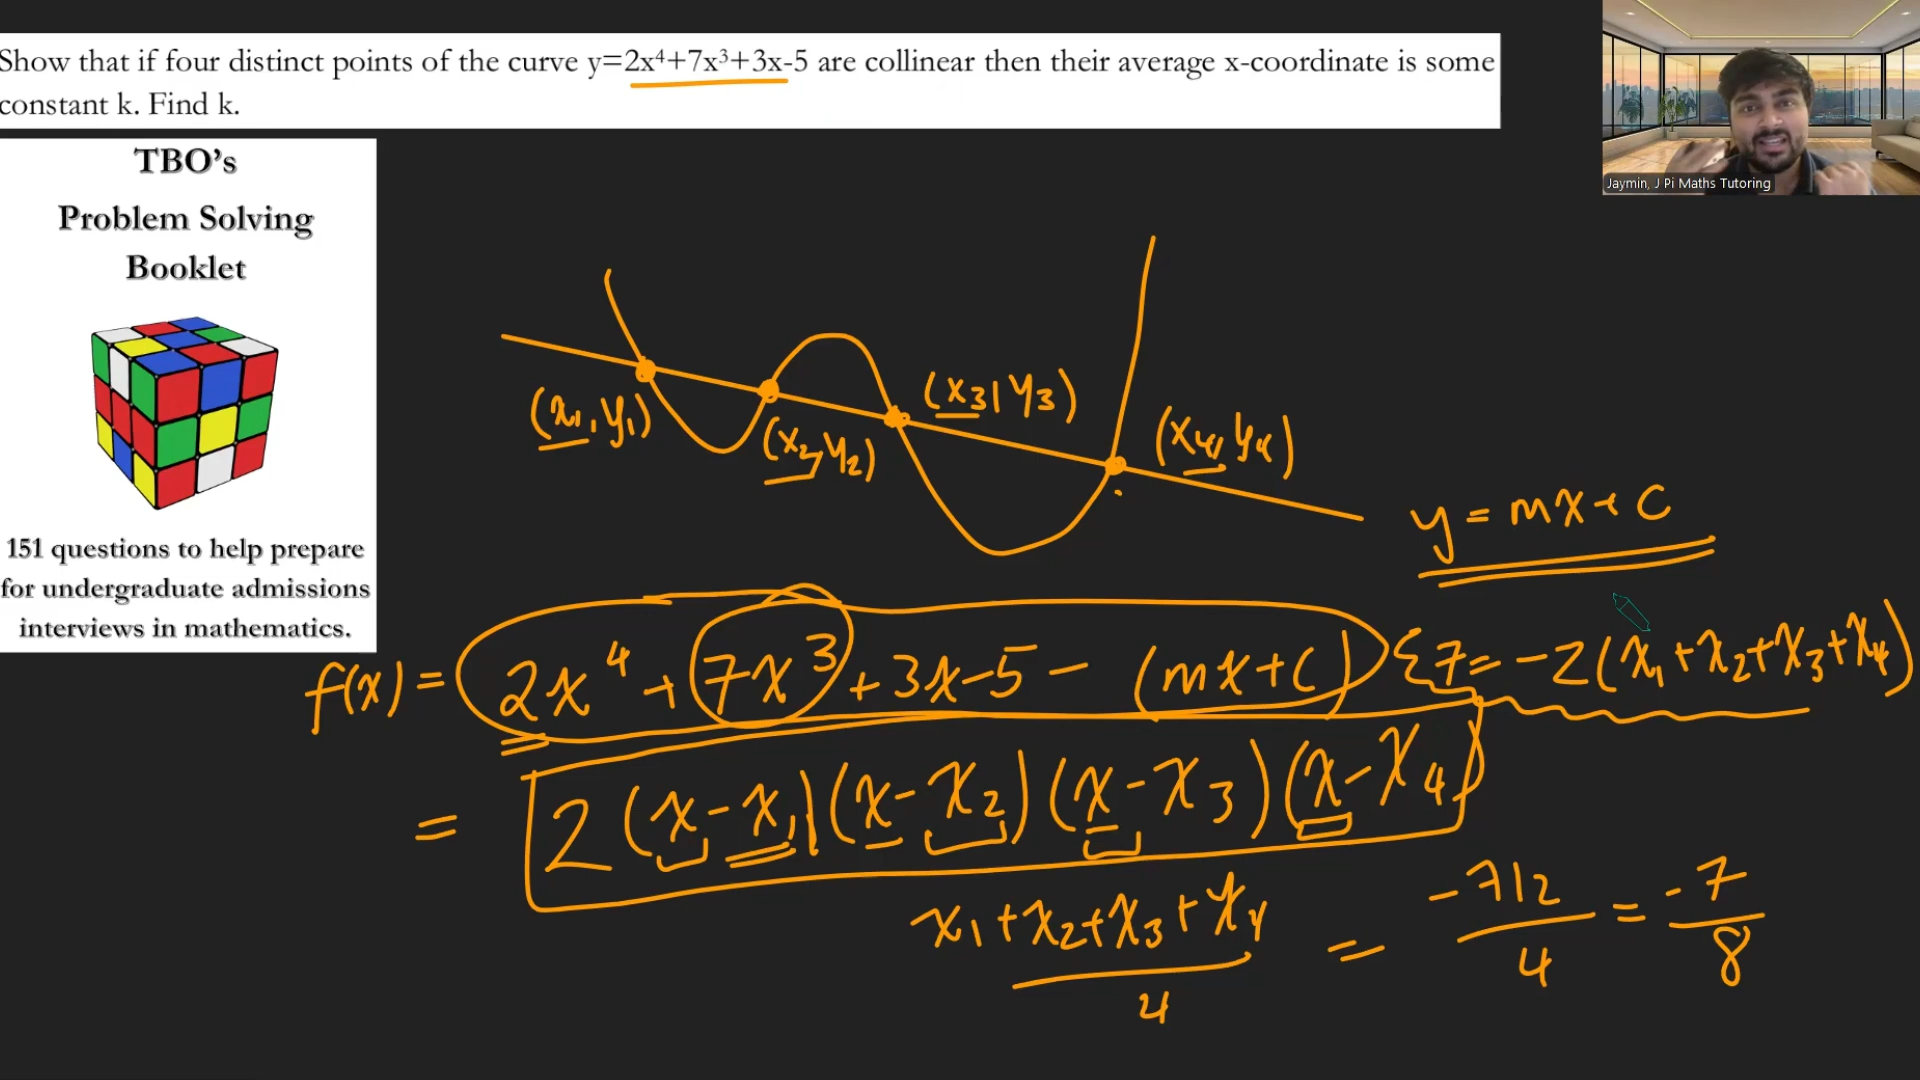 Show that if four distinct points of the curve y=2x⁴+7x³+3x-5 are collinear then their average x-coordinate is some
constant k. Find k.
Jaymin, J Pi Maths Tutoring
TBO's
Problem Solving
Booklet
151 questions to help prepare
for undergraduate admissions
interviews in mathematics.
(x₁,y₁)
(x₂,y₂)
(x₃,y₃)
(x₄,y₄)
y = mx+c
f(x) = 2x⁴ + 7x³ + 3x-5 - (mx+c) { 7 = -2(x₁+x₂+x₃+x₄)
= 2(x-x₁)(x-x₂)(x-x₃)(x-x₄)
x₁+x₂+x₃+x₄
4
= -7/2
4
= -7
8